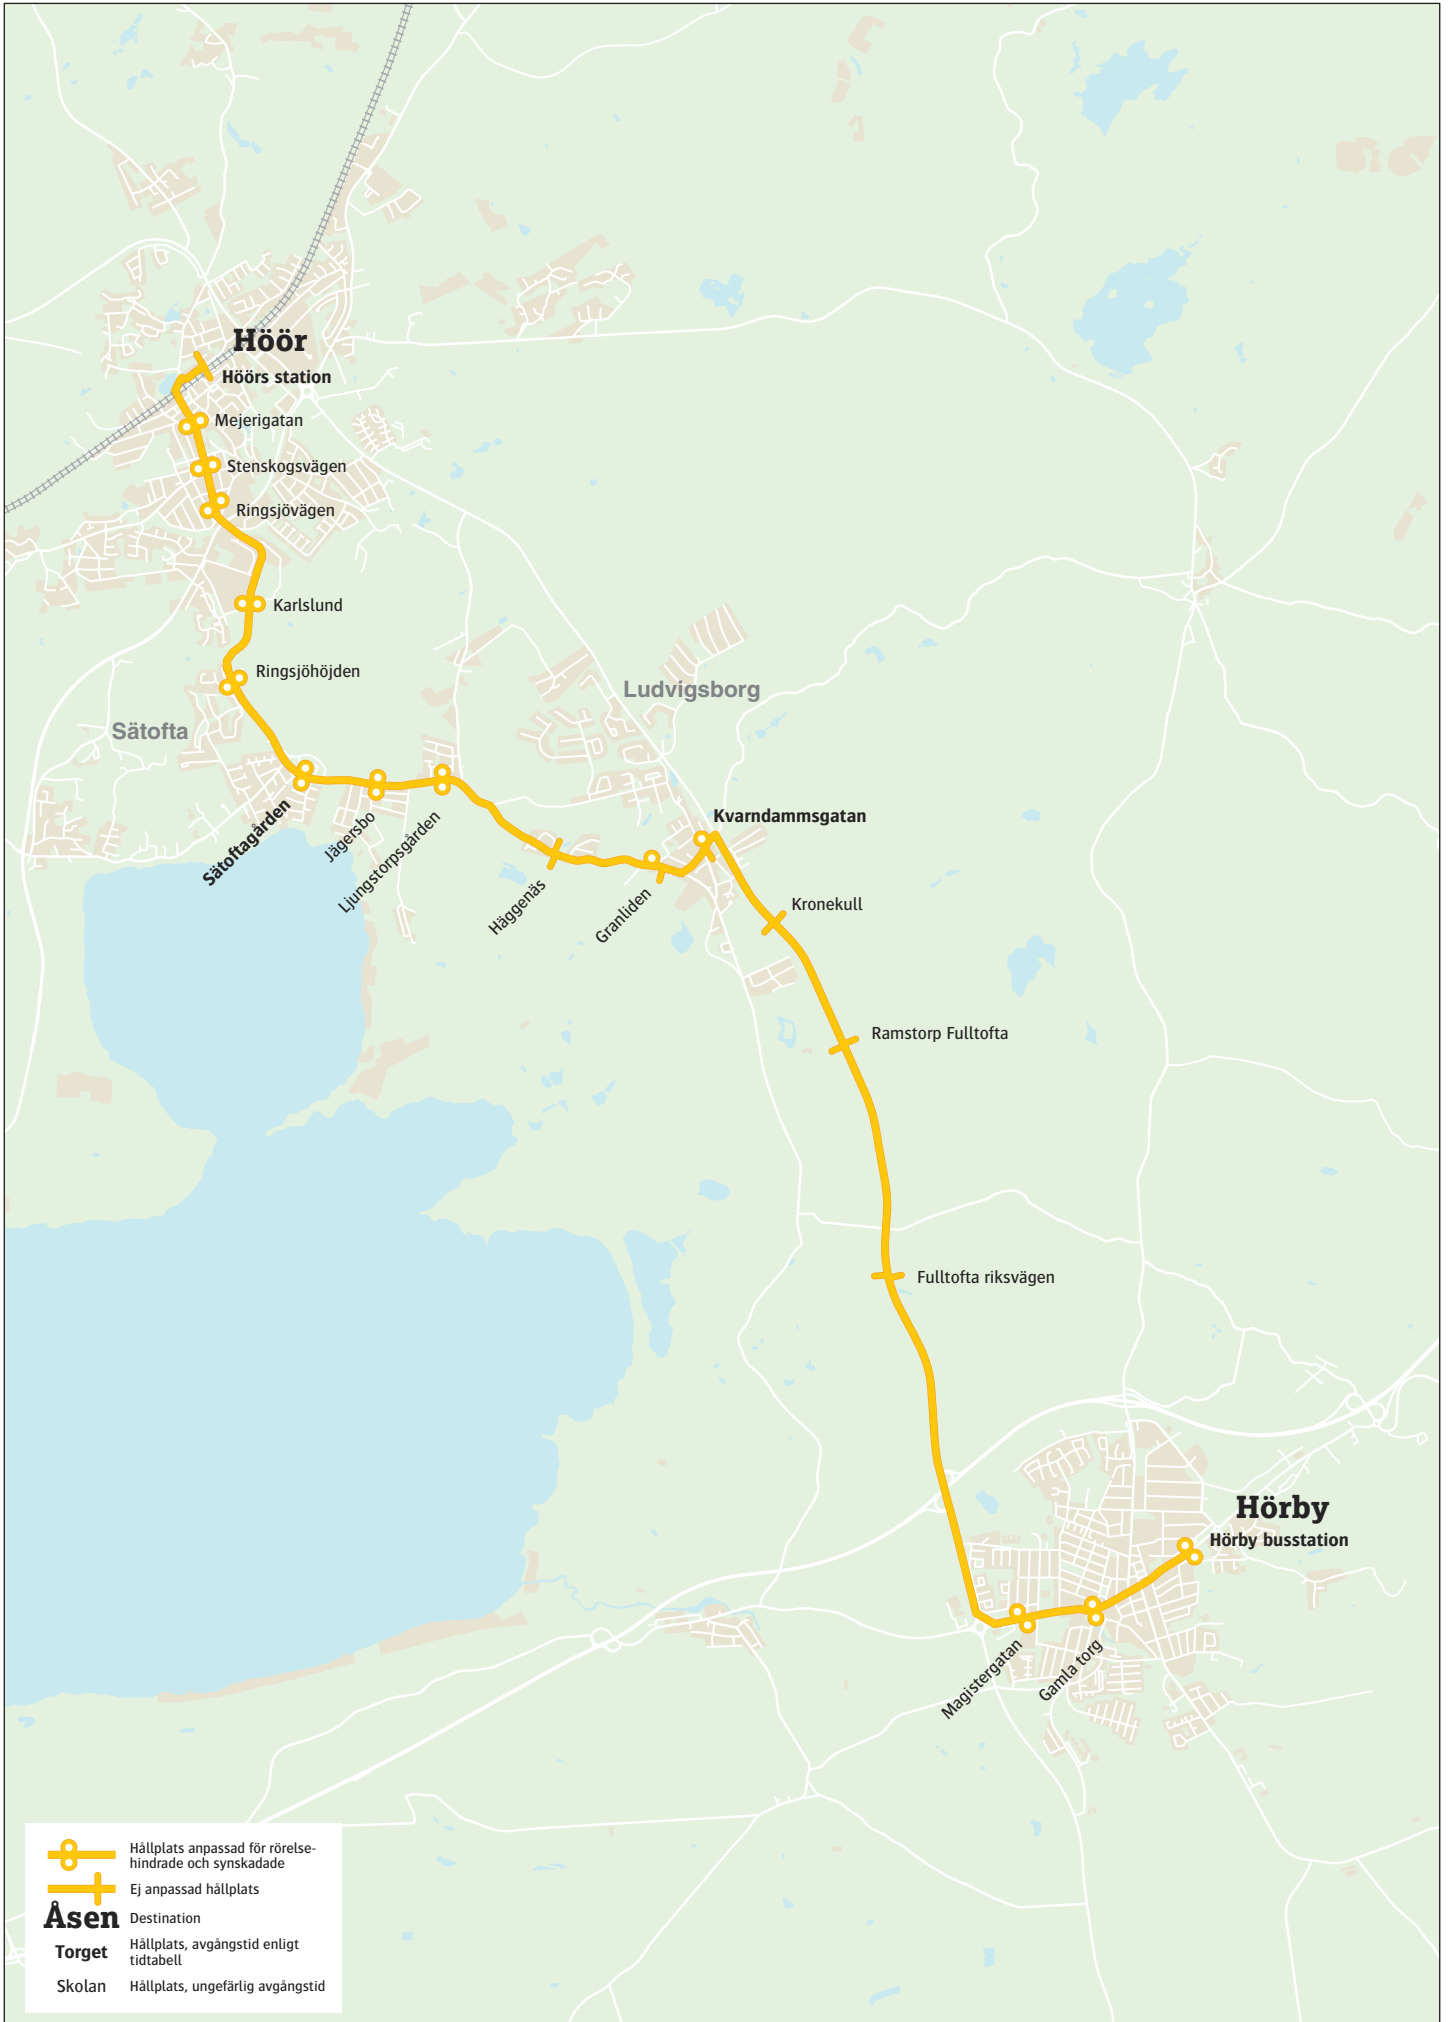 Höör
Höörs station
Mejerigatan
Stenskogsvägen
Ringsjövägen
Karlslund
Ringsjöhöjden
Ludvigsborg
Sätofta
Sätoftagården
Jägersbo
Ljungstorpsgården
Häggenäs
Granliden
Kvarndammsgatan
Kronekull
Ramstorp Fulltofta
Fulltofta riksvägen
Hörby
Hörby busstation
Magistergatan
Gamla torg
Hållplats anpassad för rörelse-
hindrade och synskadade
Ej anpassad hållplats
Åsen Destination
Torget Hållplats, avgångstid enligt
tidtabell
Skolan Hållplats, ungefärlig avgångstid